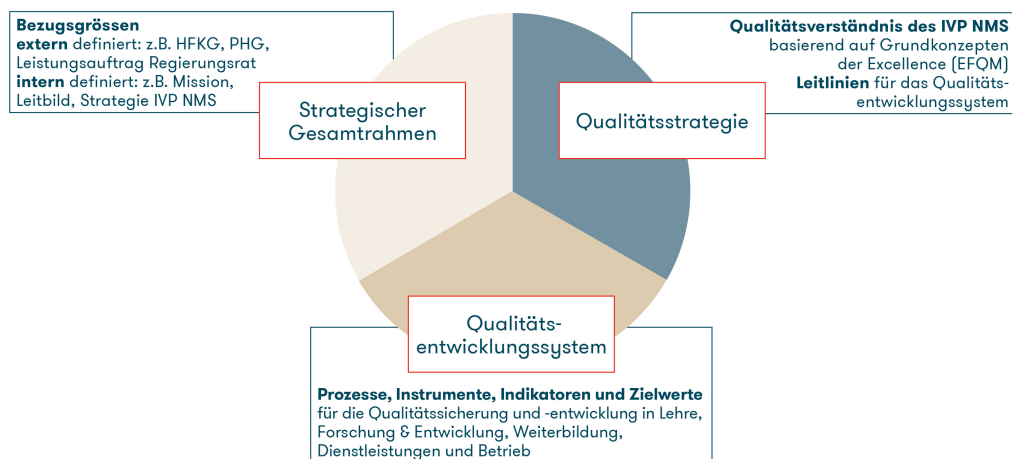 Bezugsgrössen
extern definiert: z.B. HFKG, PHG,
Leistungsauftrag Regierungsrat
intern definiert: z.B. Mission,
Leitbild, Strategie IVP NMS
Strategischer
Gesamtrahmen
Qualitätsverständnis des IVP NMS
basierend auf Grundkonzepten
der Excellence (EFQM)
Leitlinien für das Qualitäts-
entwicklungssystem
Qualitätsstrategie
Qualitäts-
entwicklungssystem
Prozesse, Instrumente, Indikatoren und Zielwerte
für die Qualitätssicherung und -entwicklung in Lehre,
Forschung & Entwicklung, Weiterbildung,
Dienstleistungen und Betrieb